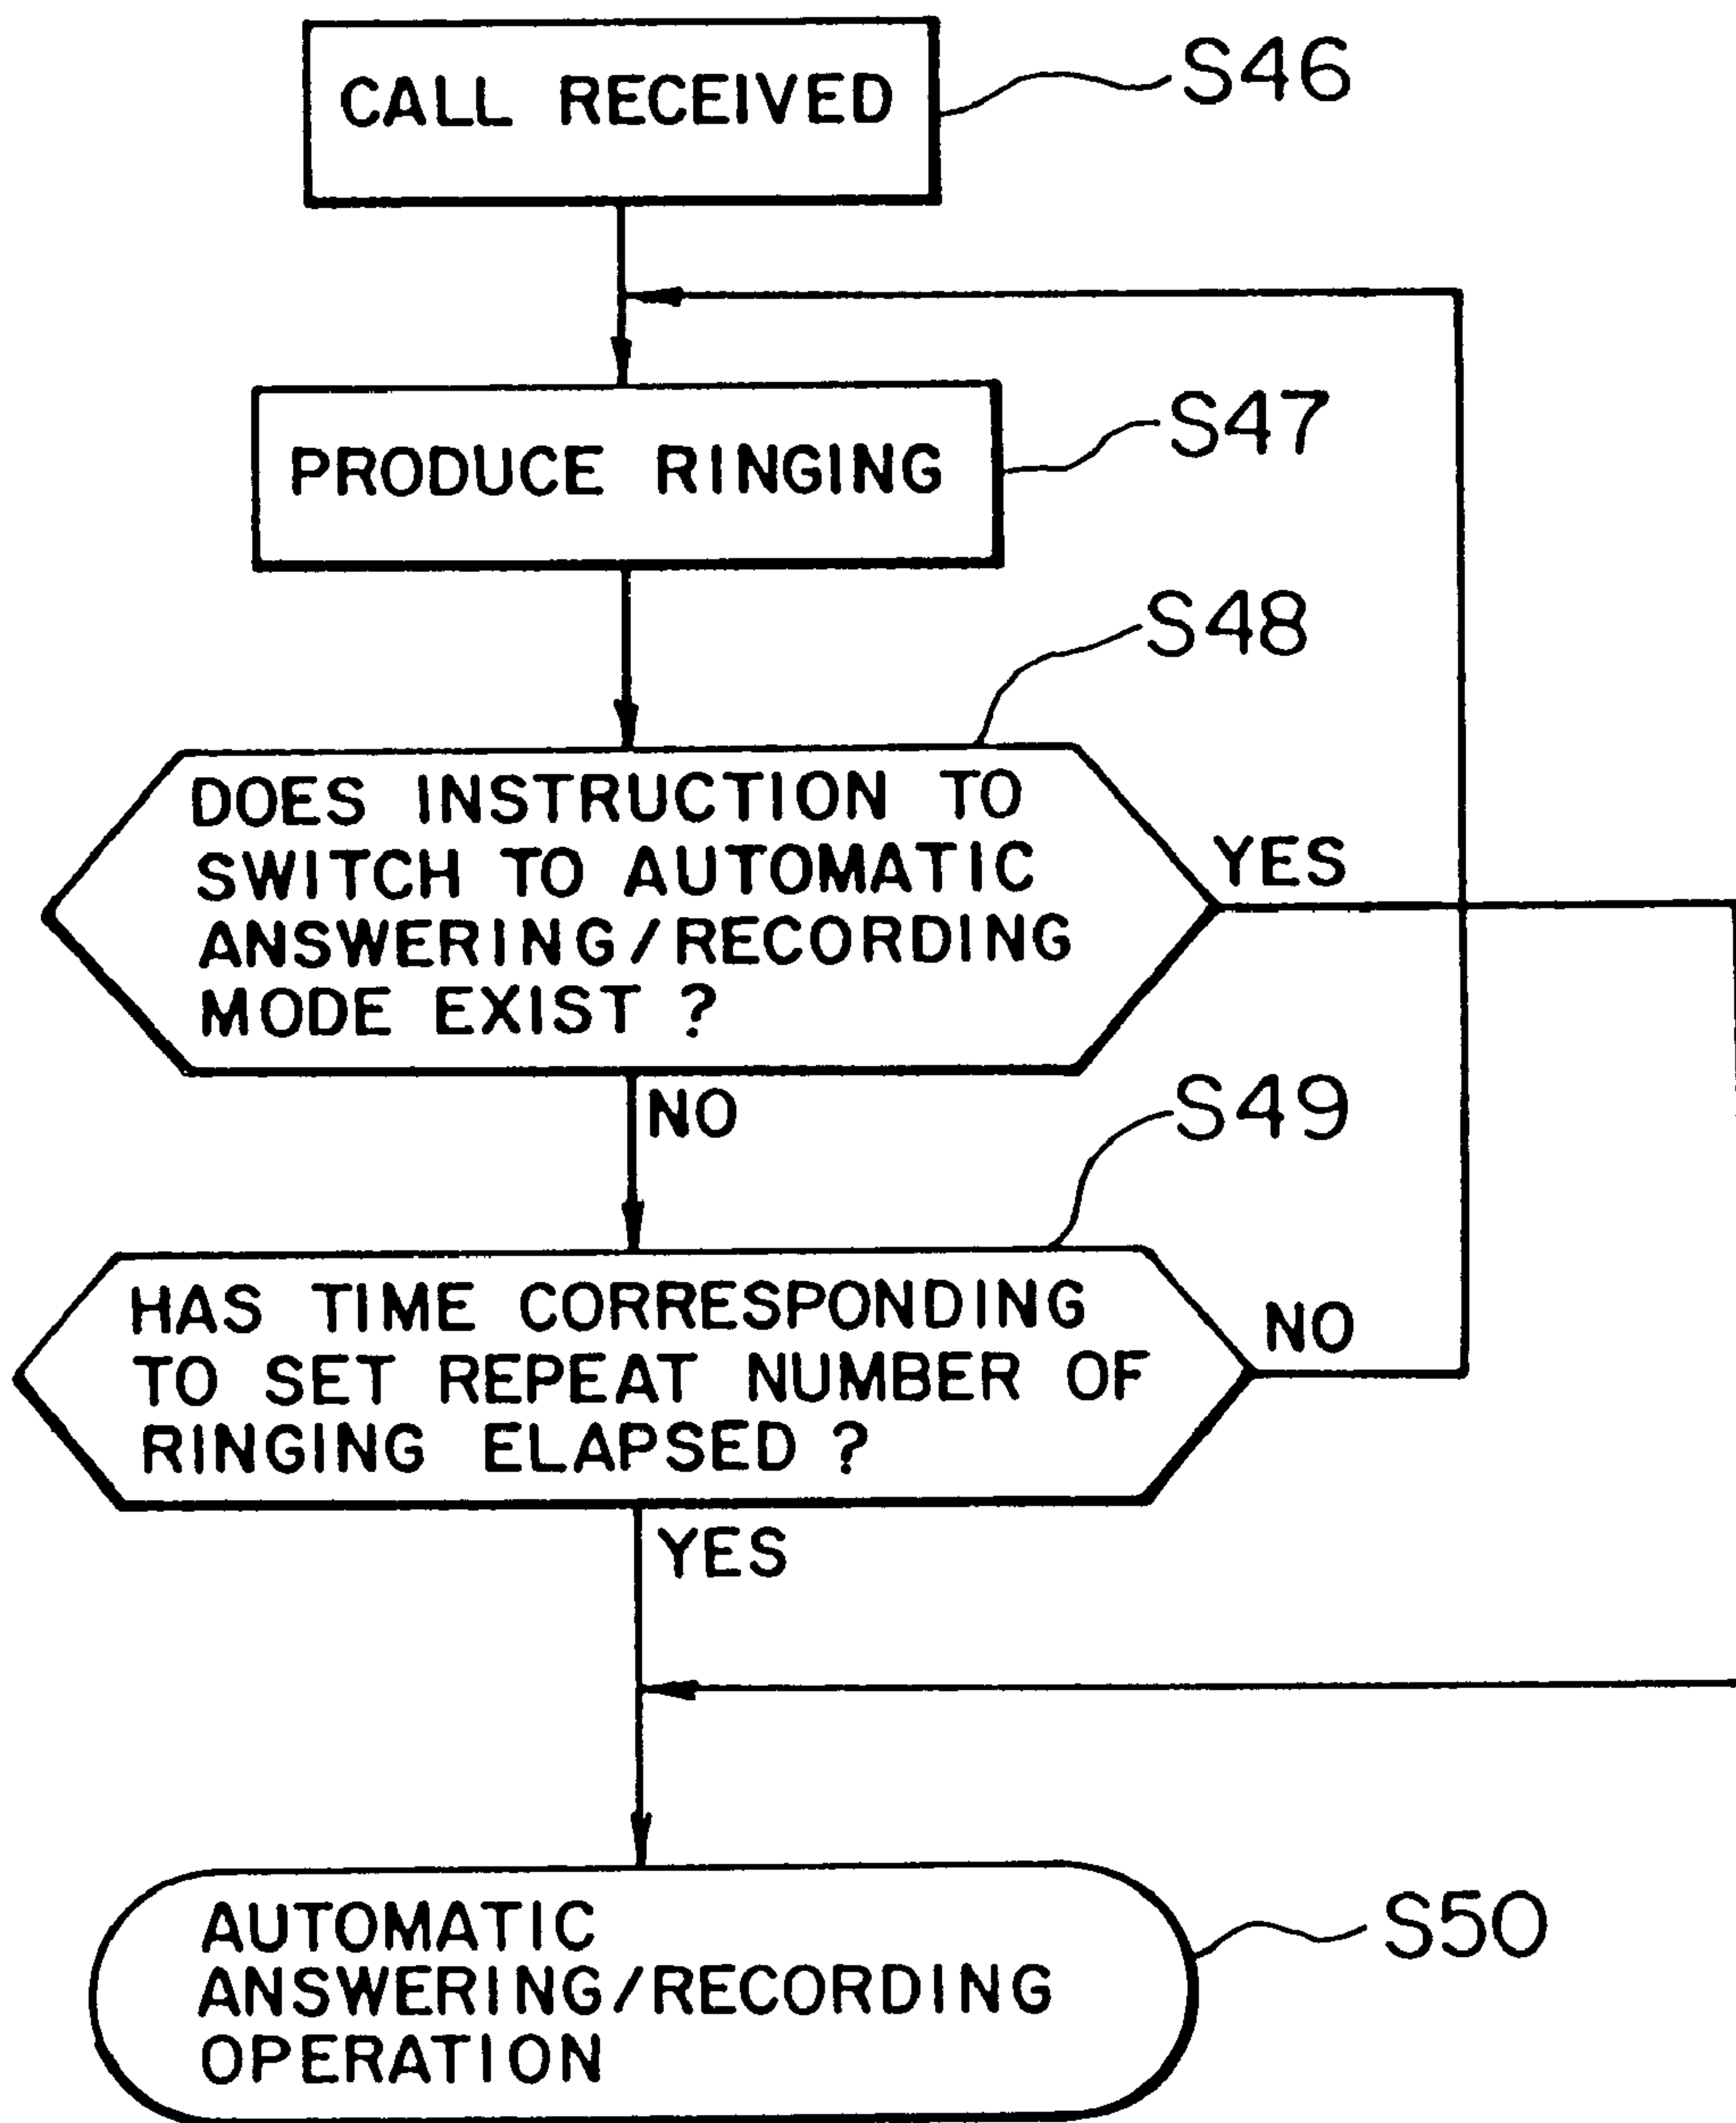 CALL RECEIVED
S46
PRODUCE RINGING
S47
S48
DOES INSTRUCTION TO
SWITCH TO AUTOMATIC
ANSWERING/RECORDING
MODE EXIST ?
YES
NO
S49
HAS TIME CORRESPONDING
TO SET REPEAT NUMBER OF
RINGING ELAPSED ?
NO
YES
AUTOMATIC
ANSWERING/RECORDING
OPERATION
S50